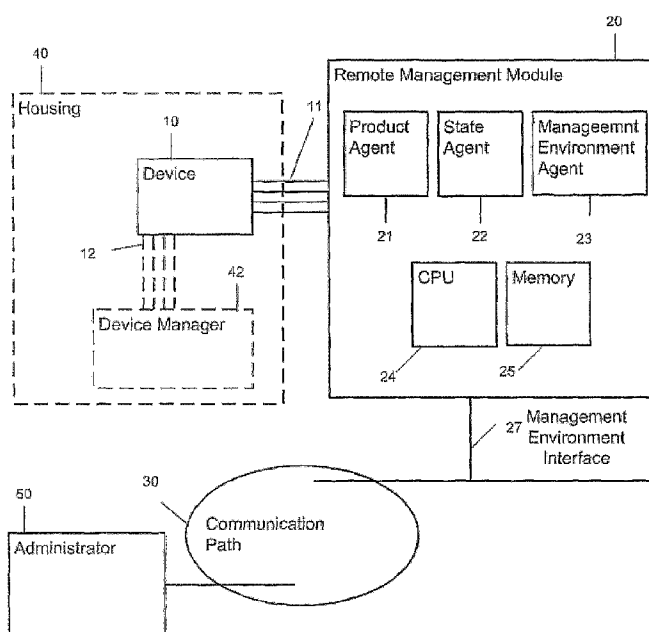 20
40
Remote Management Module
Housing
11
10
Product
Agent
State
Agent
Manageemnt
Environment
Agent
Device
12
42
21
22
23
Device Manager
CPU
Memory
24
25
27
Management
Environment
Interface
30
50
Communication
Path
Administrator